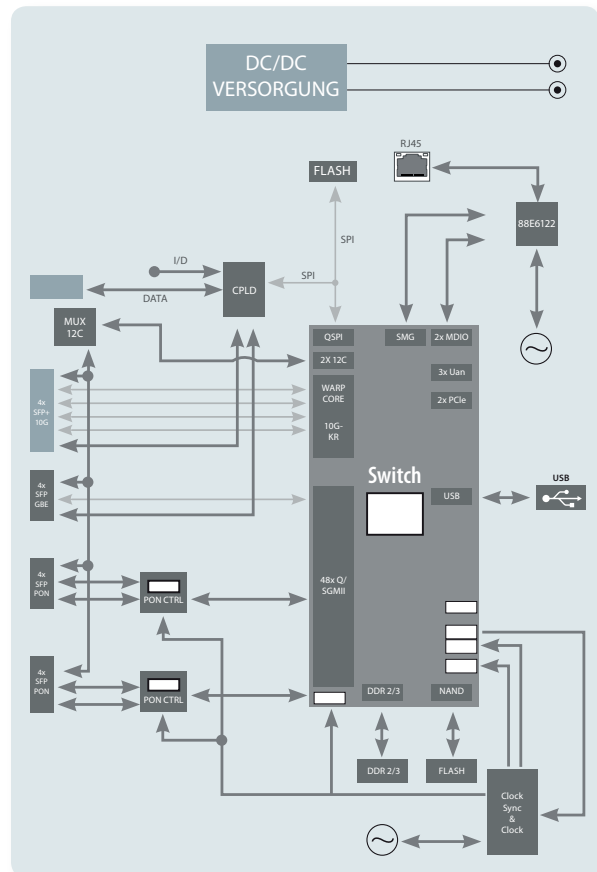 DC/DC
VERSORGUNG
RJ45
FLASH
88E6122
SPI
I/D
SPI
CPLD
DATA
MUX
12C
QSPI
SMG
2x MDIO
2X 12C
3x Uan
WARP
CORE
2x PCIe
4x
SFP+
10G
10G-
KR
Switch
USB
4x
SFP
GBE
USB
4x
SFP
PON
48x Q/
SGMII
PON CTRL
4x
SFP
PON
PON CTRL
DDR 2/3
NAND
DDR 2/3
FLASH
Clock
Sync
&
Clock